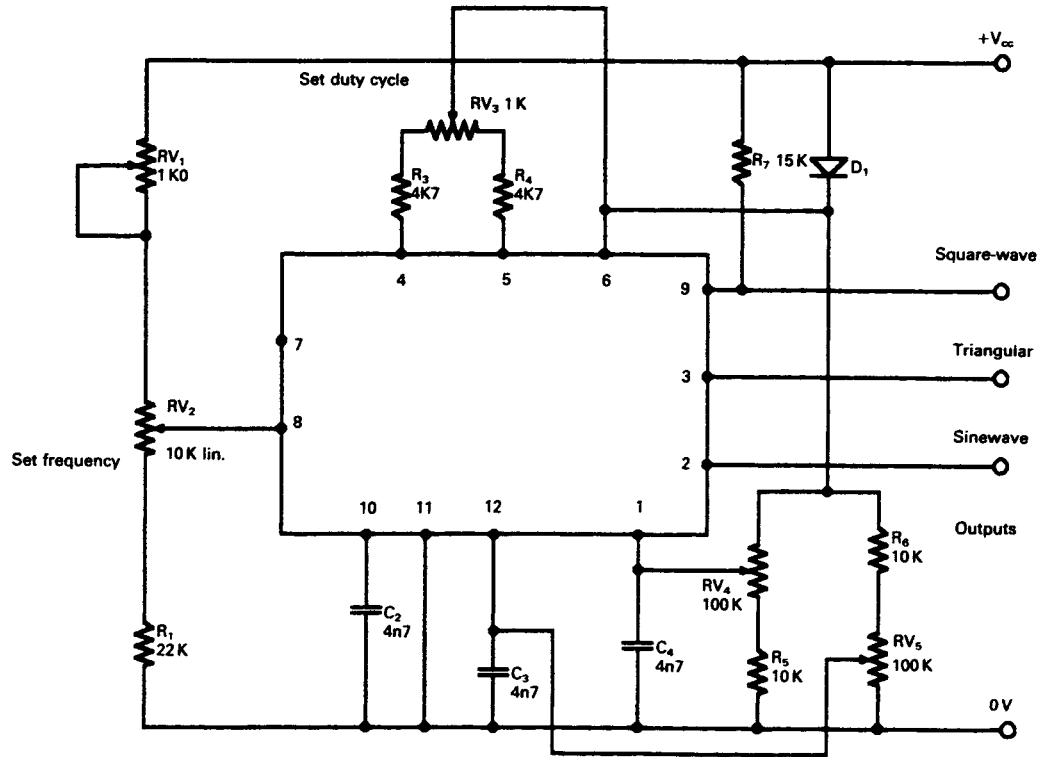 +Vcc
Set duty cycle
RV3 1K
RV1
1K0
R3
4K7
R4
4K7
R7 15K
D1
4
5
6
9
Square-wave
7
3
Triangular
RV2
8
10K lin.
Set frequency
2
Sinewave
10
11
12
1
Outputs
R6
10K
RV4
100K
C2
4n7
R1
22K
C3
4n7
C4
4n7
R5
10K
RV5
100K
0V